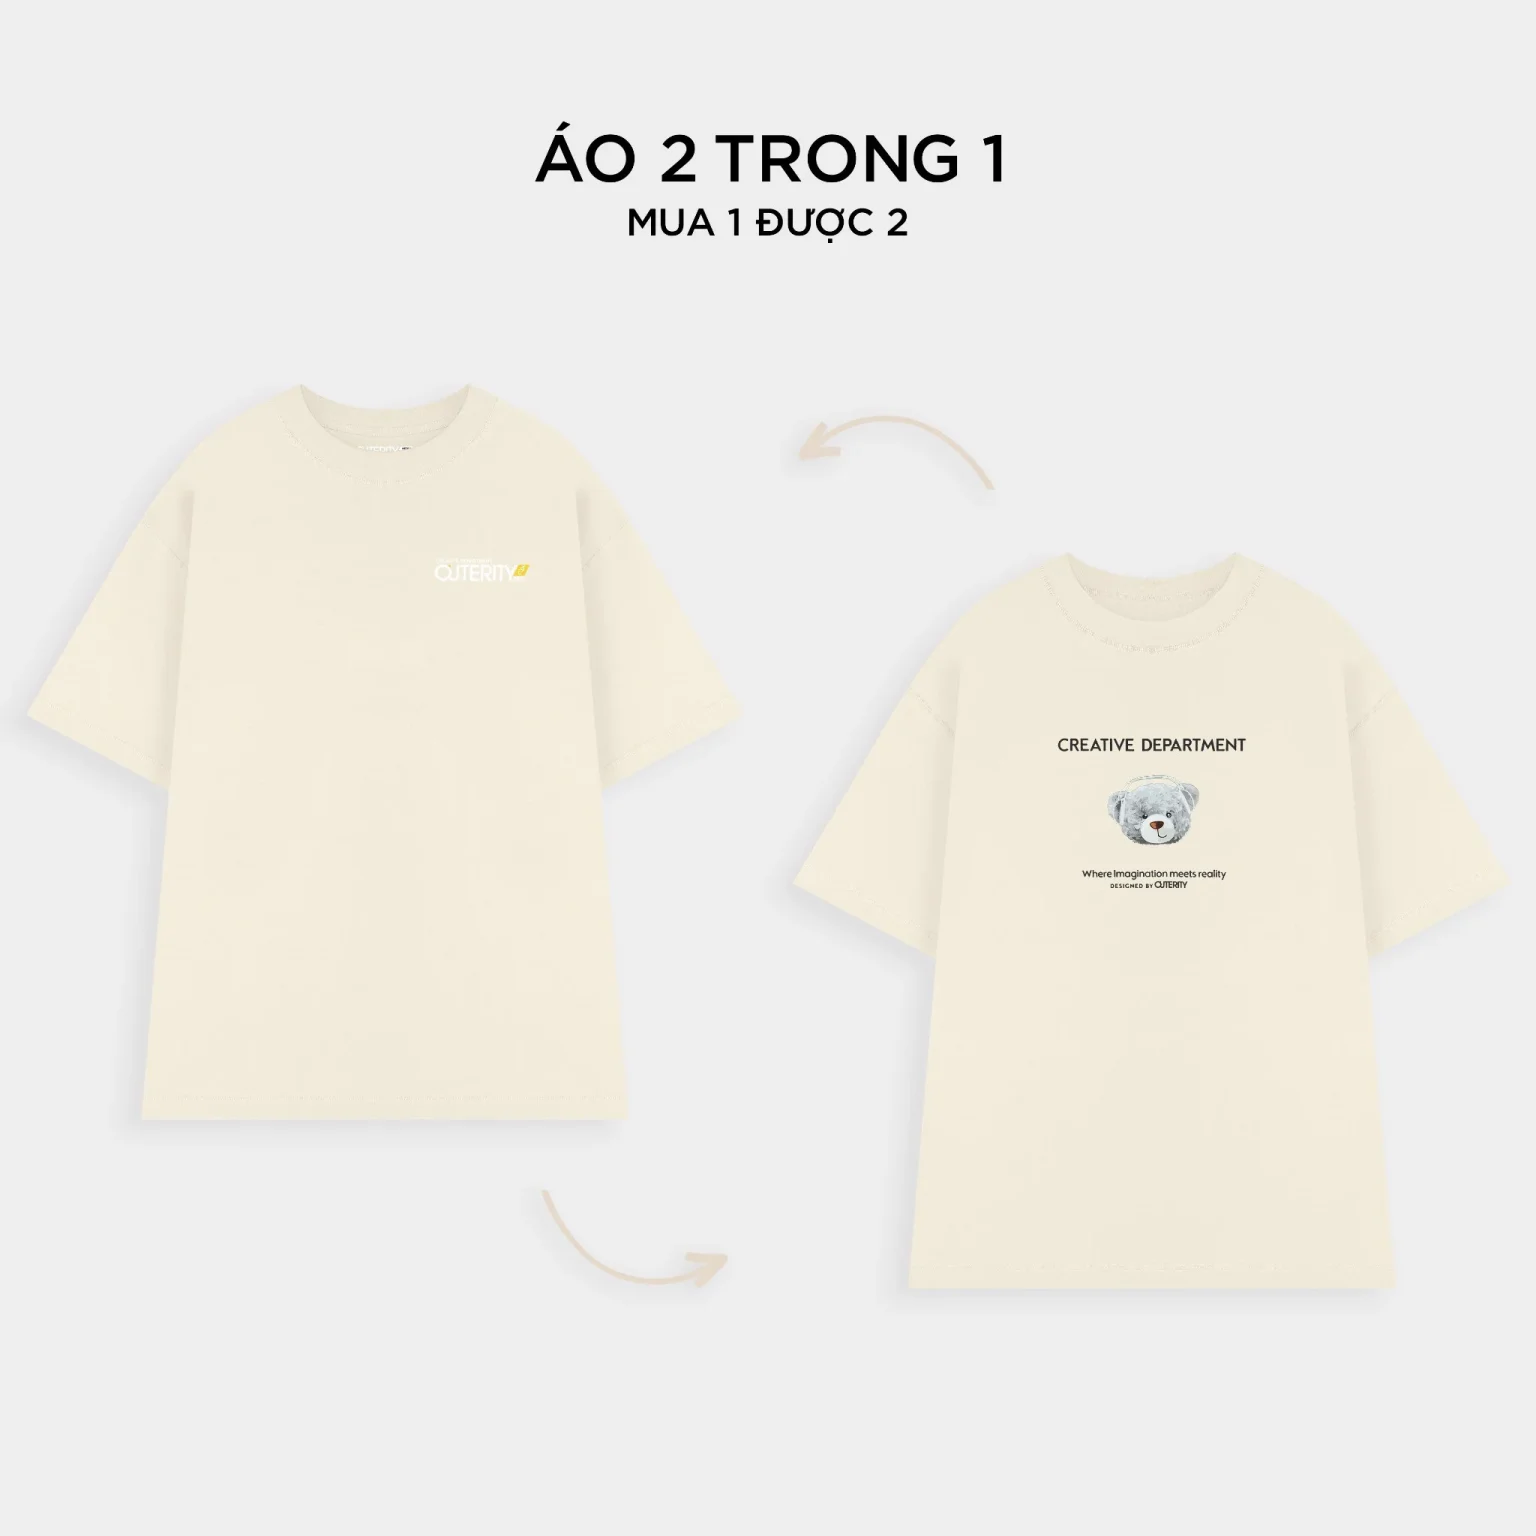 ÁO 2 TRONG 1
MUA 1 ĐƯỢC 2
OUTERITY
CREATIVE DEPARTMENT
Where Imagination meets reality
DESIGNED BY OUTERITY